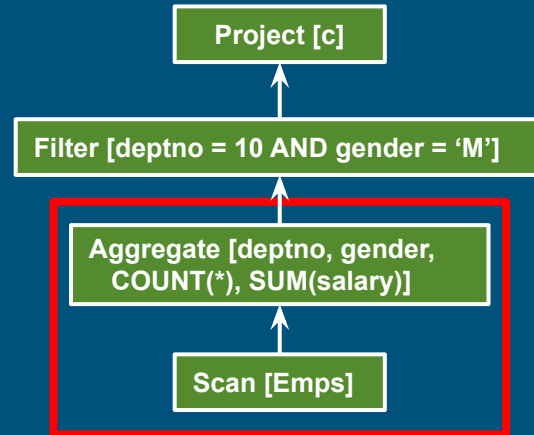 Project [c]
Filter [deptno = 10 AND gender = ‘M’]
Aggregate [deptno, gender,
COUNT(*), SUM(salary)]
Scan [Emps]